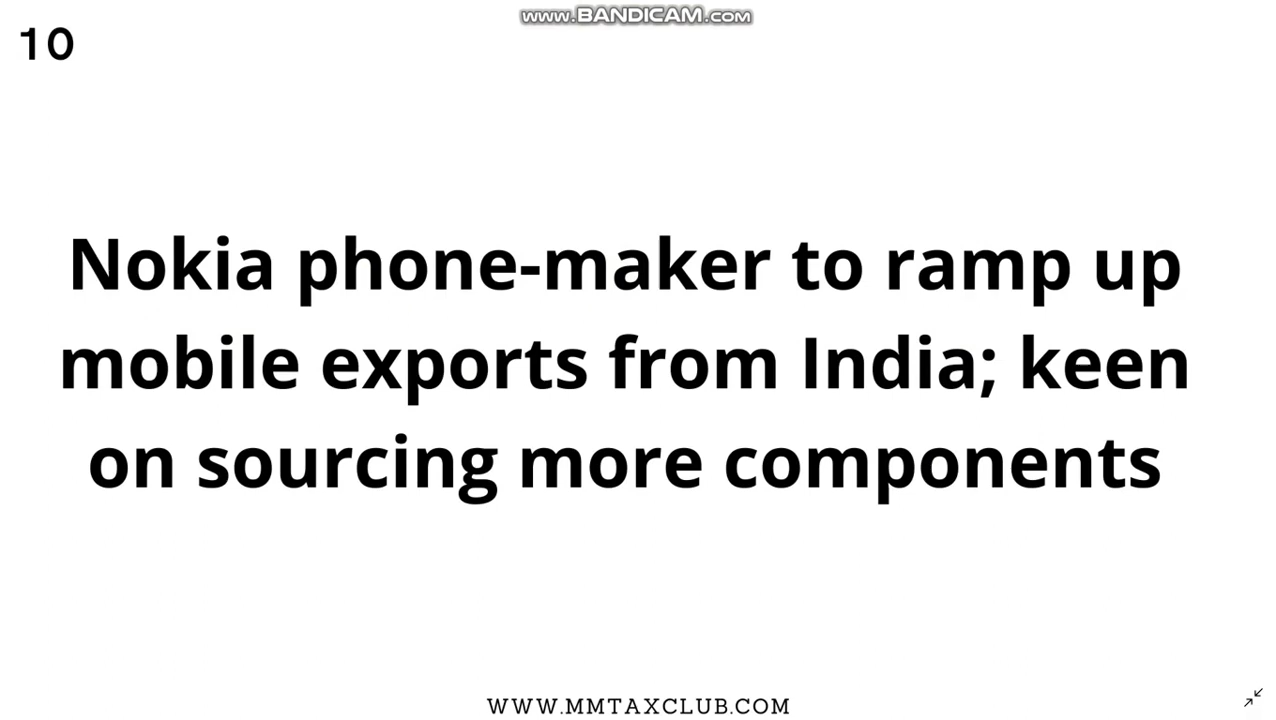 www.BANDICAM.com
10
Nokia phone-maker to ramp up
mobile exports from India; keen
on sourcing more components
WWW.MMTAXCLUB.COM